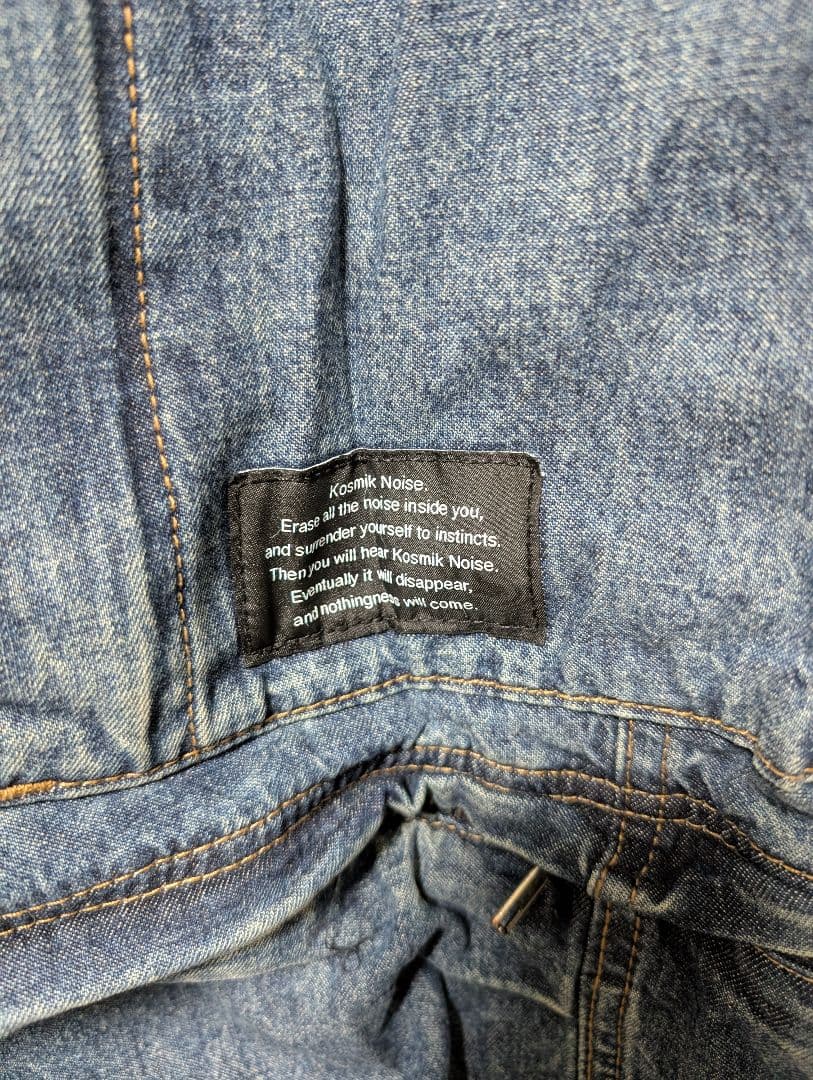 Kosmik Noise.
Erase all the noise inside you,
and surrender yourself to instincts.
Then you will hear Kosmik Noise.
Eventually it will disappear,
and nothingness will come.